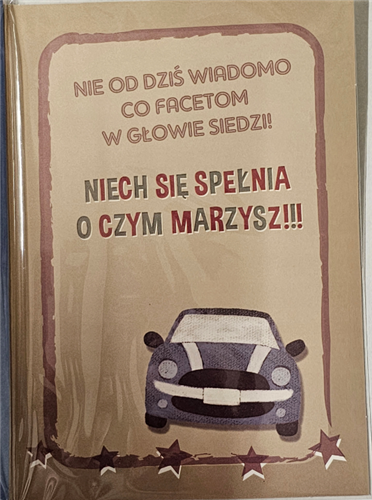 NIE OD DZIŚ WIADOMO
CO FACETOM
W GŁOWIE SIEDZI!
NIECH SIĘ SPEŁNIA
O CZYM MARZYSZ!!!